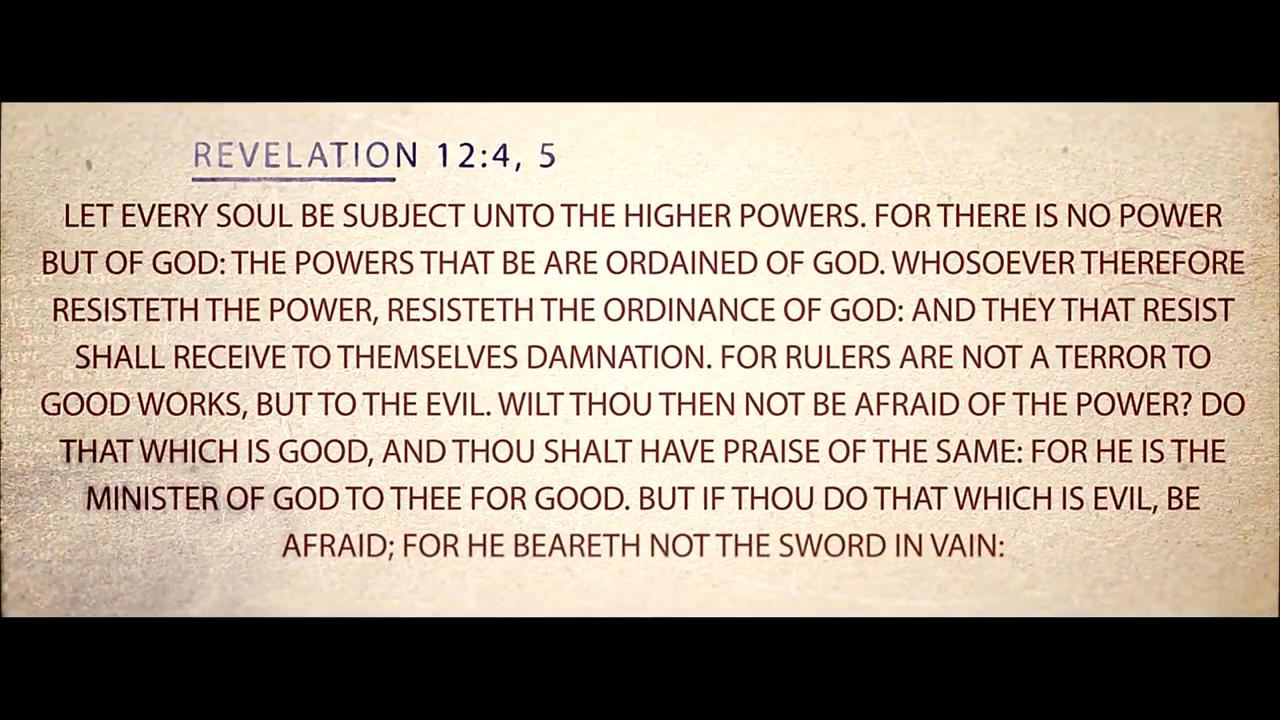 REVELATION 12:4, 5
LET EVERY SOUL BE SUBJECT UNTO THE HIGHER POWERS. FOR THERE IS NO POWER
BUT OF GOD: THE POWERS THAT BE ARE ORDAINED OF GOD. WHOSOEVER THEREFORE
RESISTETH THE POWER, RESISTETH THE ORDINANCE OF GOD: AND THEY THAT RESIST
SHALL RECEIVE TO THEMSELVES DAMNATION. FOR RULERS ARE NOT A TERROR TO
GOOD WORKS, BUT TO THE EVIL. WILT THOU THEN NOT BE AFRAID OF THE POWER? DO
THAT WHICH IS GOOD, AND THOU SHALT HAVE PRAISE OF THE SAME: FOR HE IS THE
MINISTER OF GOD TO THEE FOR GOOD. BUT IF THOU DO THAT WHICH IS EVIL, BE
AFRAID; FOR HE BEARETH NOT THE SWORD IN VAIN: